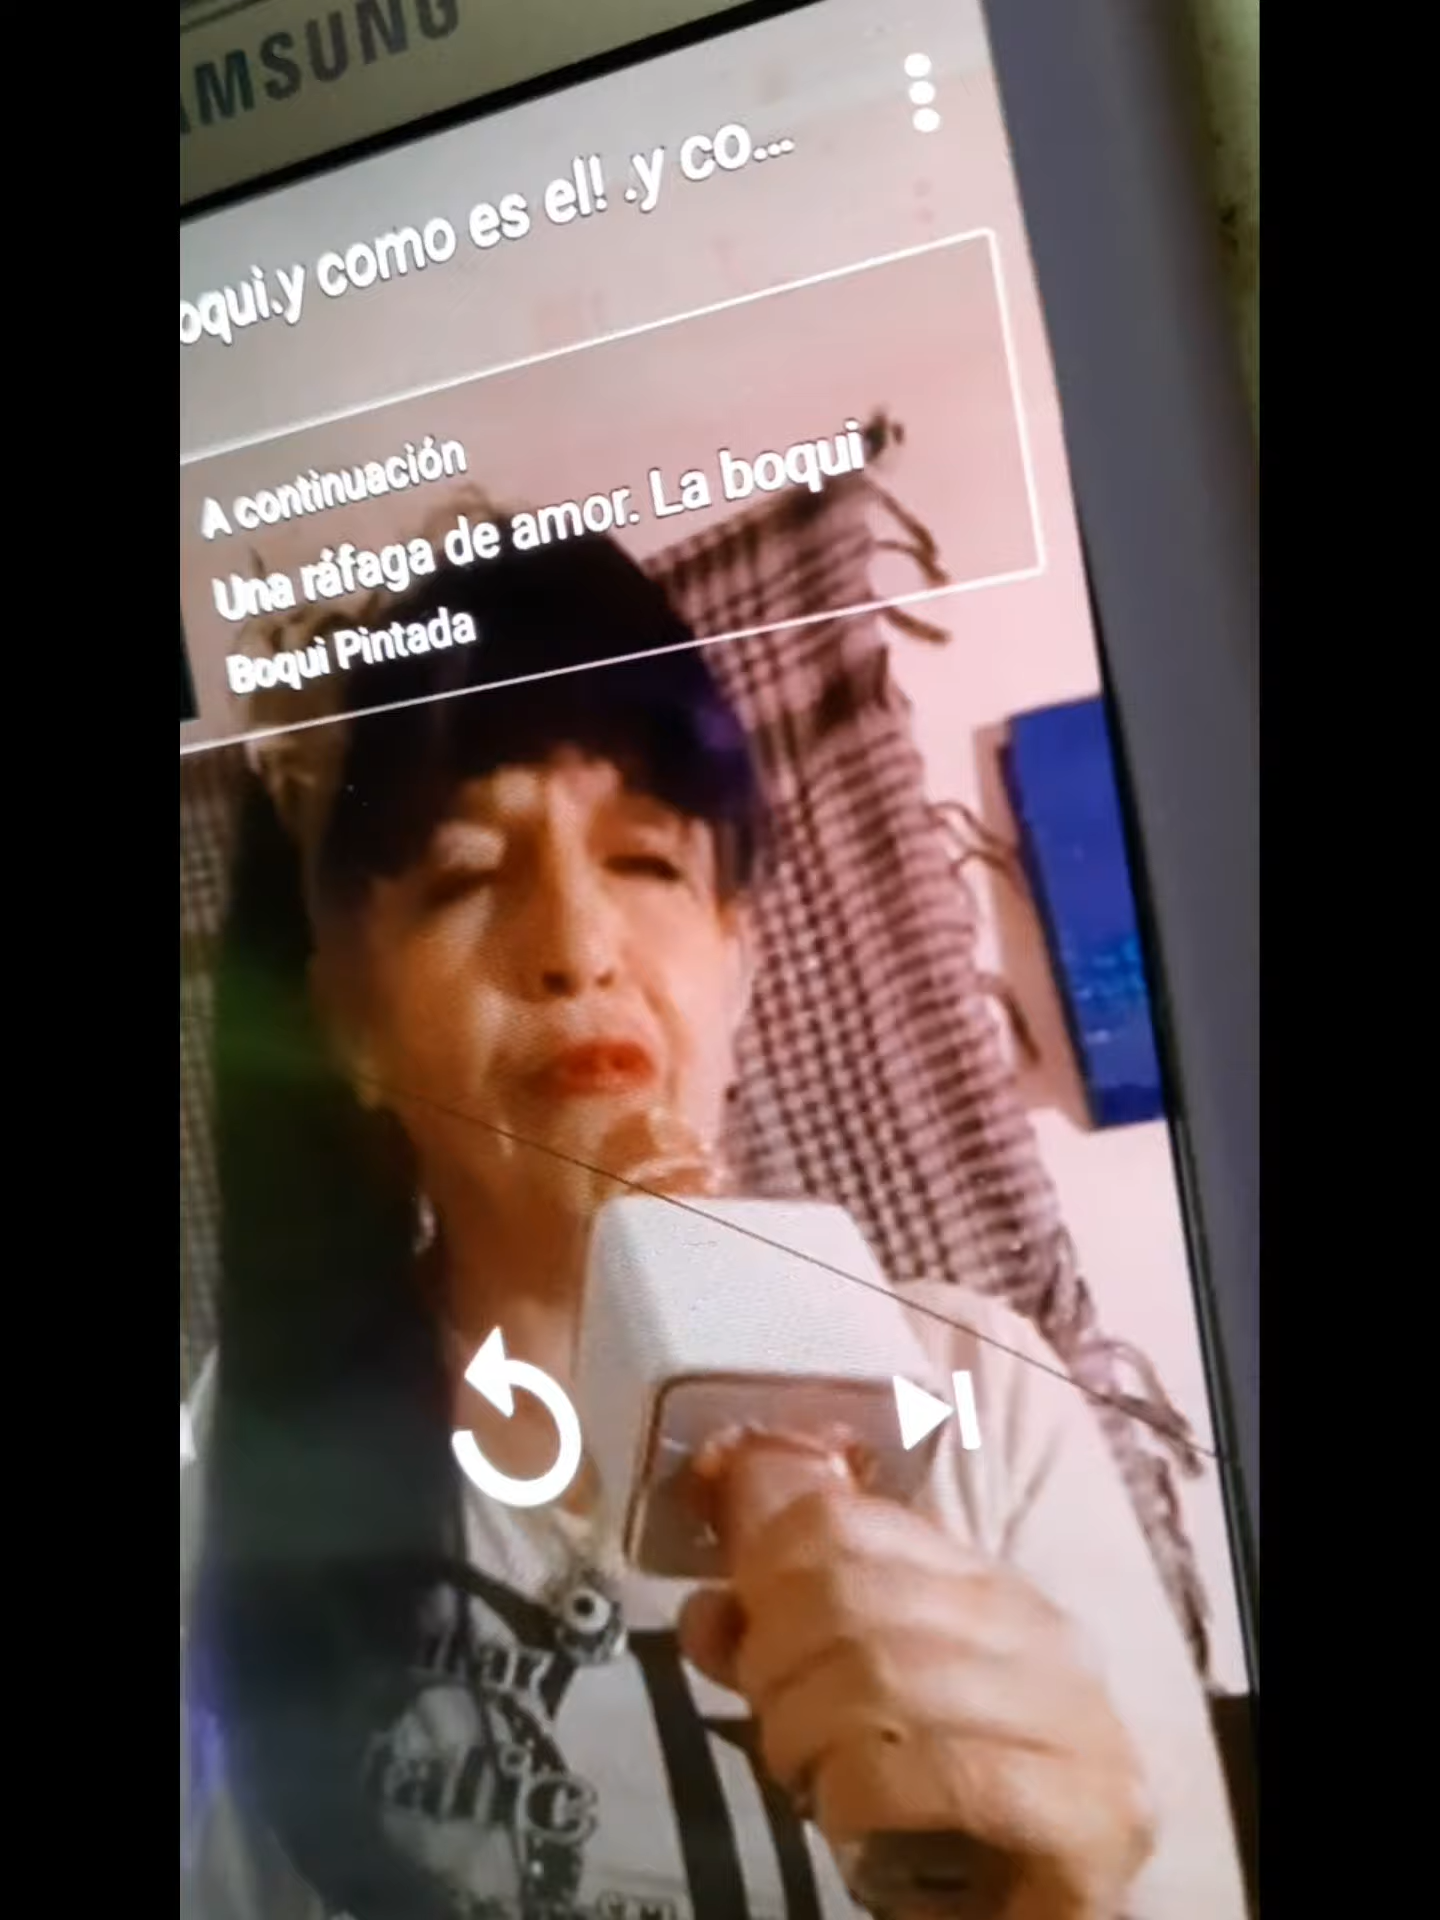 AMSUNG
oqui.y como es el! .y co...
A continuación
Una ráfaga de amor. La boqui
Boqui Pintada